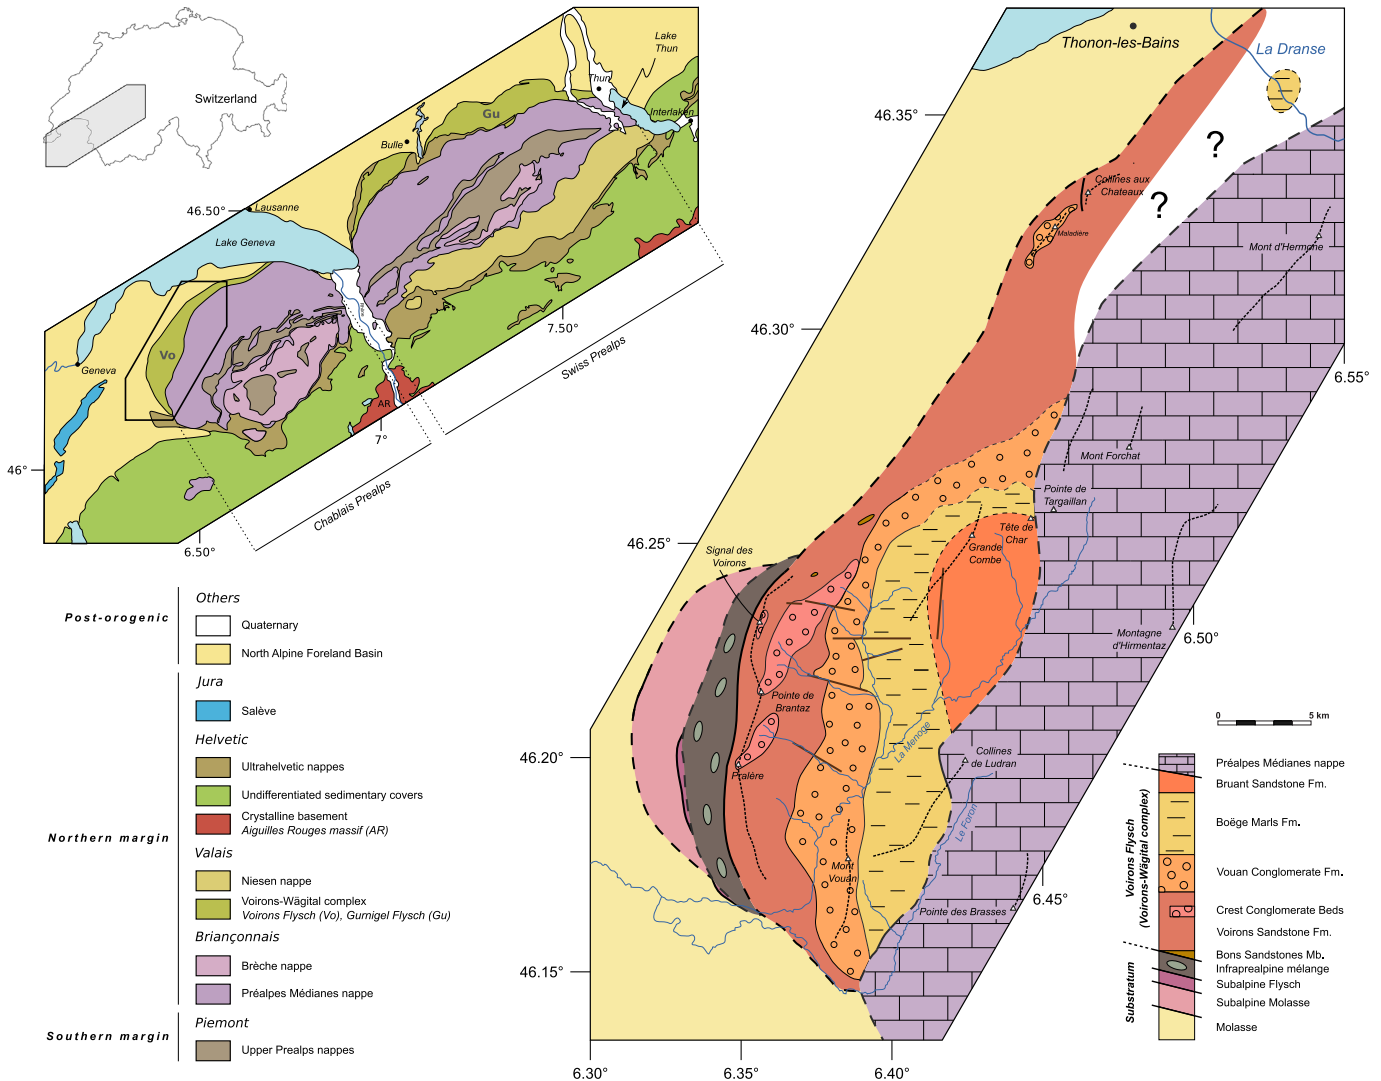 Switzerland
Lake
Thun
Thun
Interlaken
Gu
Bulle
46.50°
Lausanne
Lake Geneva
Vo
Geneva
46°
7.50°
Swiss Prealps
AR
7°
Chablais Prealps
6.50°
Post-orogenic
Others
Quaternary
North Alpine Foreland Basin
Northern margin
Jura
Salève
Helvetic
Ultrahelvetic nappes
Undifferentiated sedimentary covers
Crystalline basement
Aiguilles Rouges massif (AR)
Valais
Niesen nappe
Voirons-Wägital complex
Voirons Flysch (Vo), Gurnigel Flysch (Gu)
Briançonnais
Brèche nappe
Préalpes Médianes nappe
Southern margin
Piemont
Upper Prealps nappes
Thonon-les-Bains
La Dranse
46.35°
?
?
Collines aux
Chateaux
Maladière
Mont d'Hermone
46.30°
6.55°
Mont Forchat
Pointe de
Targaillan
Tête de
Char
Grande
Combe
46.25°
Signal des
Voirons
Montagne
d'Hirmentaz
6.50°
Pointe de
Brantaz
La Menoge
Collines
de Ludran
46.20°
Pralère
Le Foron
Mont
Vouan
Pointe des Brasses
6.45°
46.15°
6.30°
6.35°
6.40°
0 5 km
Voirons Flysch
(Voirons-Wägital complex)
Substratum
Préalpes Médianes nappe
Bruant Sandstone Fm.
Boëge Marls Fm.
Vouan Conglomerate Fm.
Crest Conglomerate Beds
Voirons Sandstone Fm.
Bons Sandstones Mb.
Infraprealpine mélange
Subalpine Flysch
Subalpine Molasse
Molasse